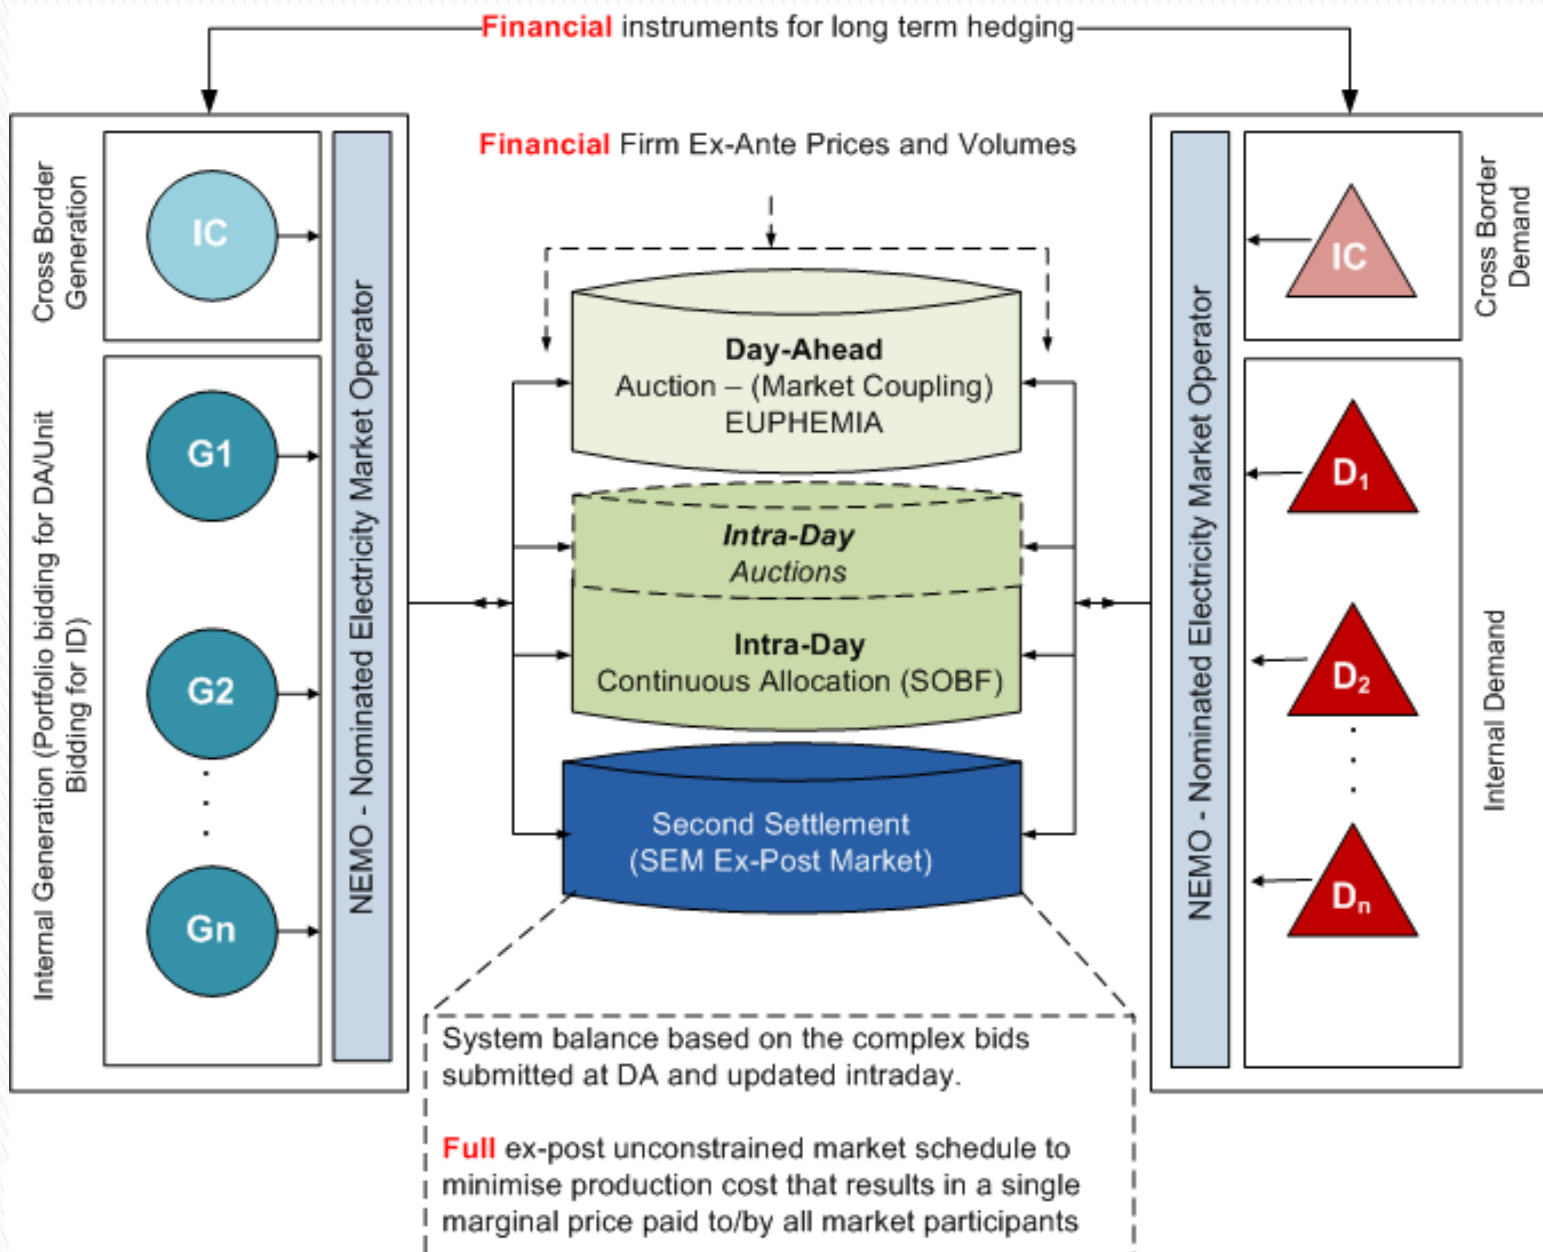 Financial instruments for long term hedging
Financial Firm Ex-Ante Prices and Volumes
Cross Border
Generation
IC
Internal Generation (Portfolio bidding for DA/Unit
Bidding for ID)
G1
G2
Gn
NEMO - Nominated Electricity Market Operator
Day-Ahead
Auction – (Market Coupling)
EUPHEMIA
Intra-Day
Auctions
Intra-Day
Continuous Allocation (SOBF)
Second Settlement
(SEM Ex-Post Market)
System balance based on the complex bids
submitted at DA and updated intraday.
Full ex-post unconstrained market schedule to
minimise production cost that results in a single
marginal price paid to/by all market participants
NEMO - Nominated Electricity Market Operator
IC
Cross Border
Demand
D1
D2
Dn
Internal Demand